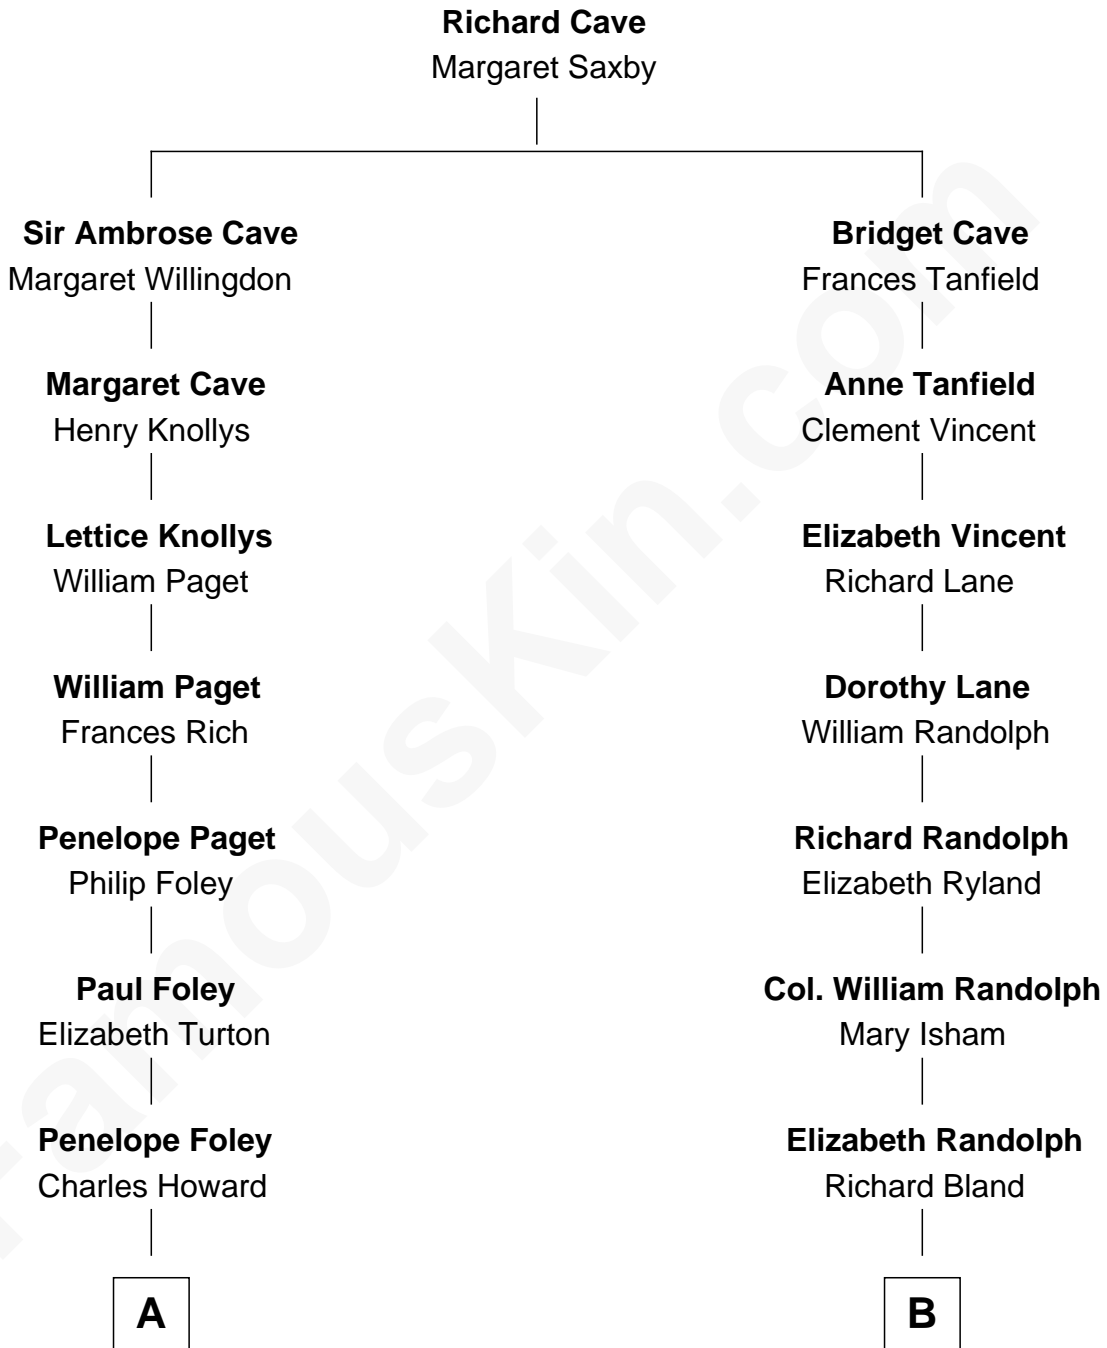 Richard Cave
Margaret Saxby
Sir Ambrose Cave
Margaret Willingdon
Bridget Cave
Frances Tanfield
Margaret Cave
Henry Knollys
Anne Tanfield
Clement Vincent
Lettice Knollys
William Paget
Elizabeth Vincent
Richard Lane
William Paget
Frances Rich
Dorothy Lane
William Randolph
Penelope Paget
Philip Foley
Richard Randolph
Elizabeth Ryland
Paul Foley
Elizabeth Turton
Col. William Randolph
Mary Isham
Penelope Foley
Charles Howard
Elizabeth Randolph
Richard Bland
A
B
FamousKin.com